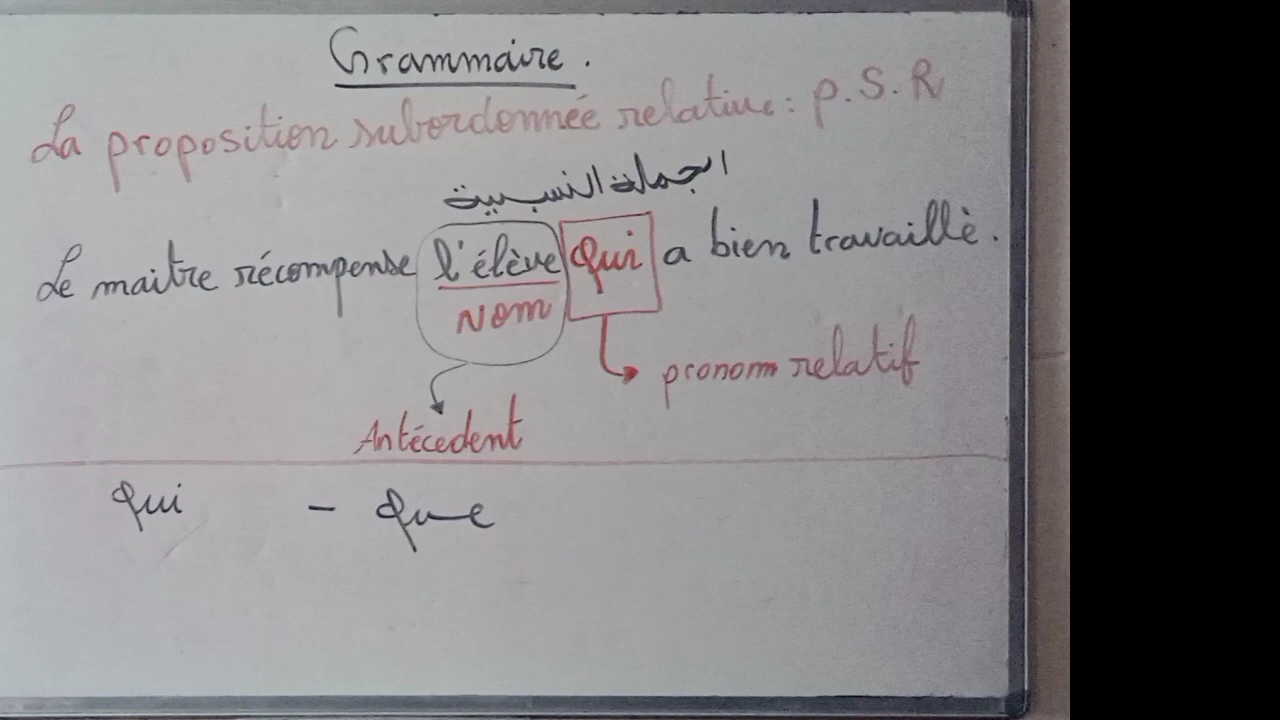 Grammaire.
La proposition subordonnée relative : P.S.R
الجملة النسبية
Le maitre récompense l'élève qui a bien travaillé.
Nom
pronom relatif
Antécedent
qui - que